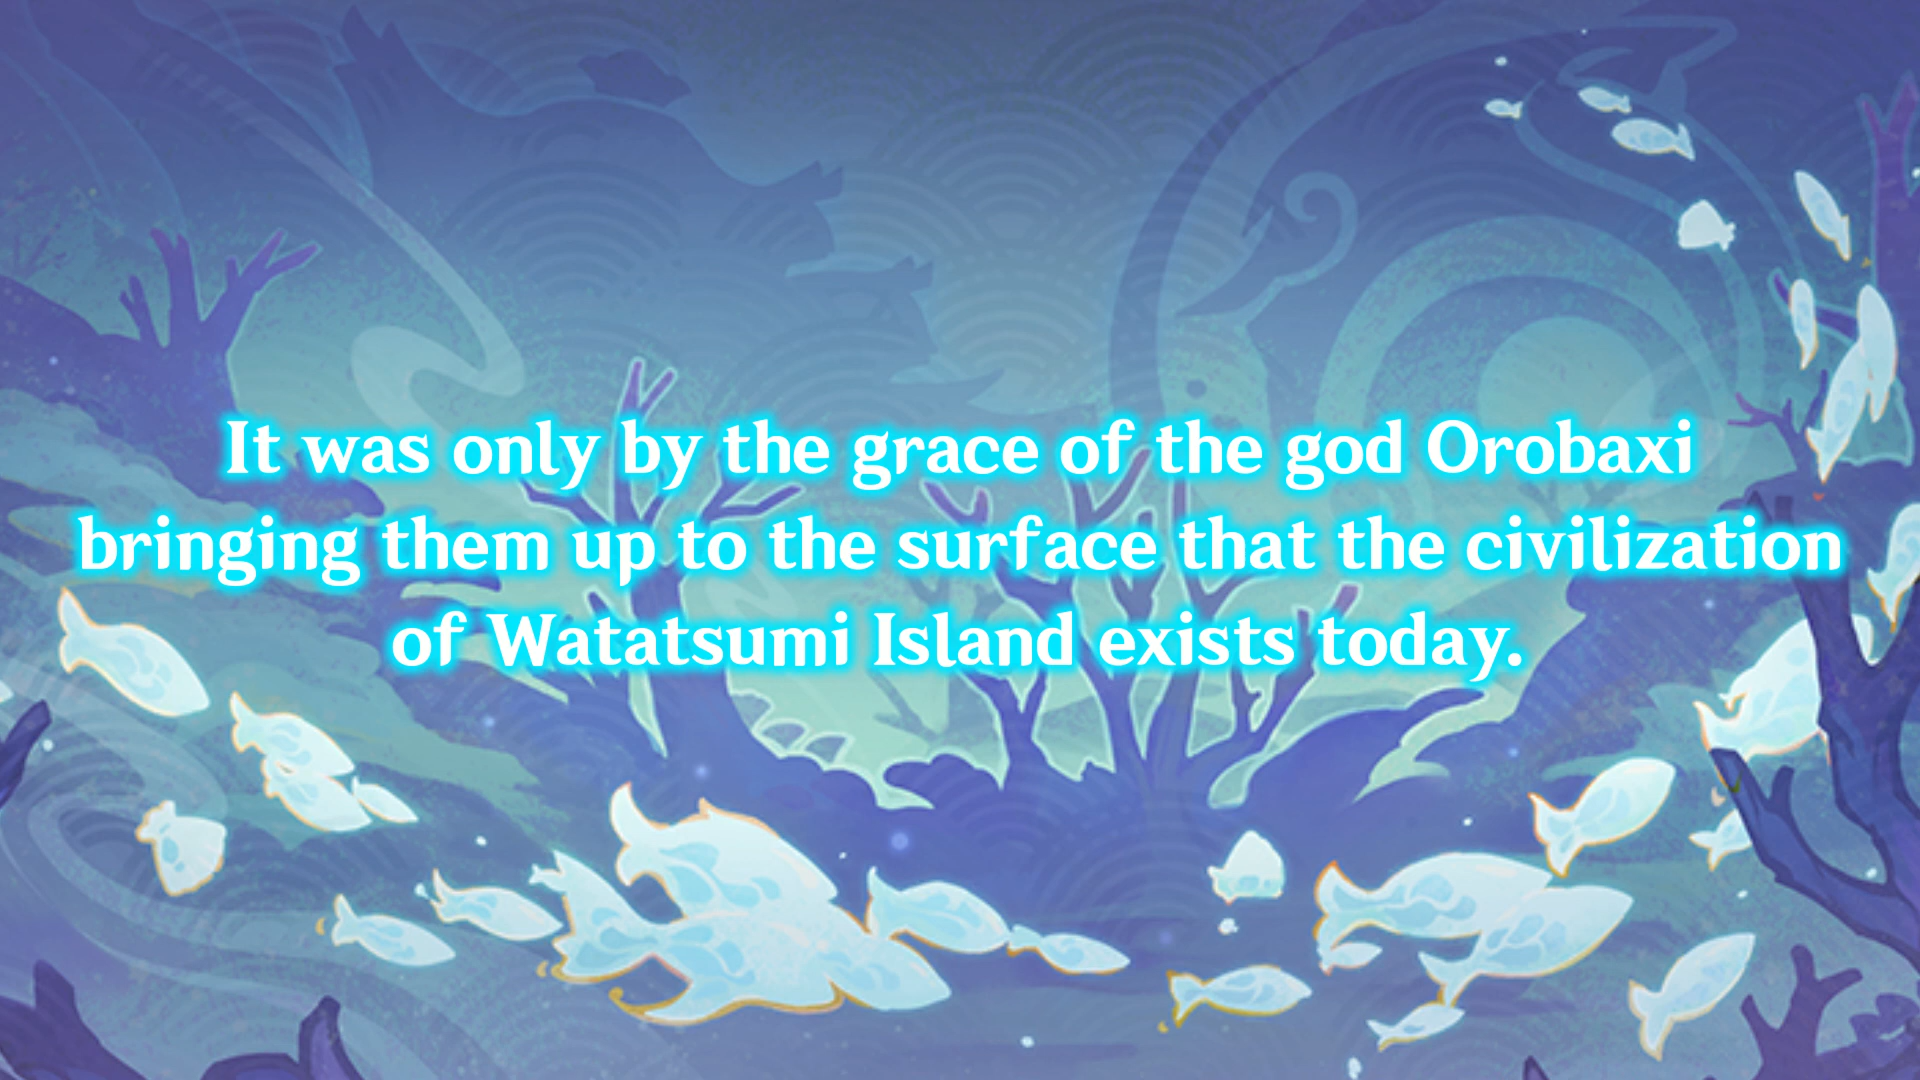 It was only by the grace of the god Orobaxi
bringing them up to the surface that the civilization
of Watatsumi Island exists today.